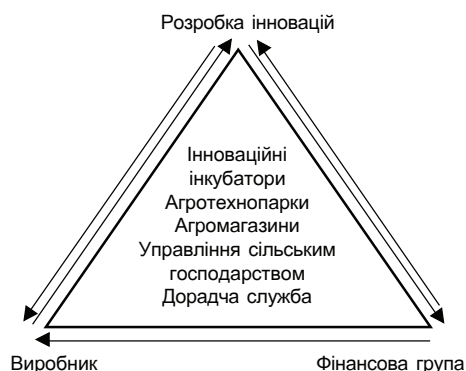 Розробка інновацій
Інноваційні
інкубатори
Агротехнопарки
Агромагазини
Управління сільським
господарством
Дорадча служба
Виробник
Фінансова група